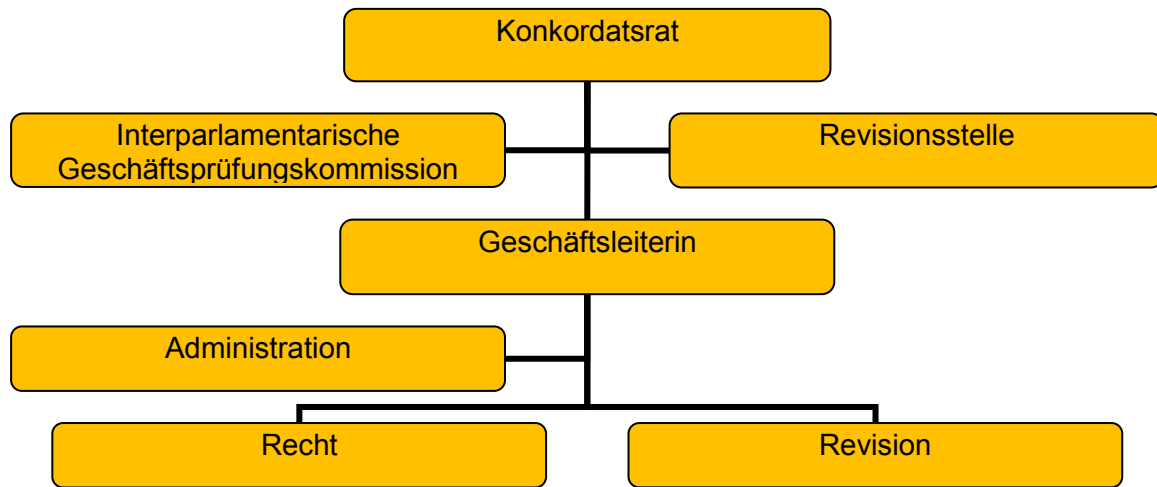 Konkordatsrat
Interparlamentarische
Geschäftsprüfungskommission
Revisionsstelle
Geschäftsleiterin
Administration
Recht
Revision